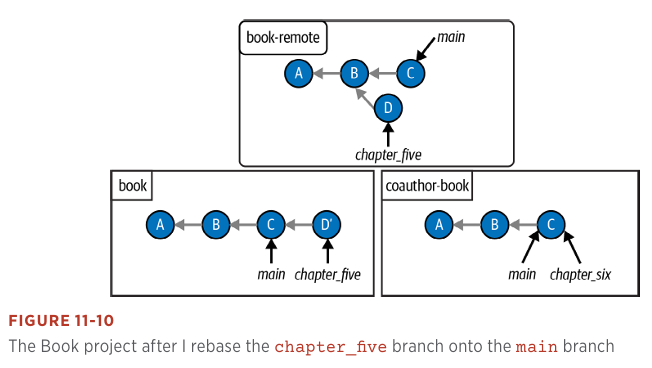 book-remote
main
A
B
C
D
chapter_five
book
A
B
C
D'
main
chapter_five
coauthor-book
A
B
C
main
chapter_six
FIGURE 11-10
The Book project after I rebase the chapter_five branch onto the main branch